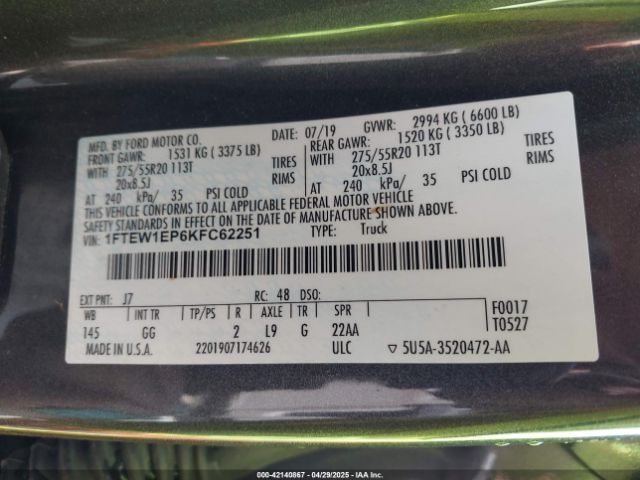 MFD. BY FORD MOTOR CO. DATE: 07/19 GVWR: 2994 KG ( 6600 LB)
FRONT GAWR: 1531 KG ( 3375 LB) REAR GAWR: 1520 KG ( 3350 LB)
WITH 275/55R20 113T TIRES WITH 275/55R20 113T TIRES
20x8.5J RIMS 20x8.5J RIMS
AT 240 kPa/ 35 PSI COLD AT 240 kPa/ 35 PSI COLD
THIS VEHICLE CONFORMS TO ALL APPLICABLE FEDERAL MOTOR VEHICLE
SAFETY STANDARDS IN EFFECT ON THE DATE OF MANUFACTURE SHOWN ABOVE.
VIN: 1FTEW1EP6KFC62251 TYPE: Truck
EXT PNT: J7 RC: 48 DSO:
WB INT TR TP/PS R AXLE TR SPR F0017
145 GG 2 L9 G 22AA T0527
MADE IN U.S.A. 2201907174626 ULC ▽ 5U5A-3520472-AA
000-42140867 - 04/29/2025 - IAAI.COM